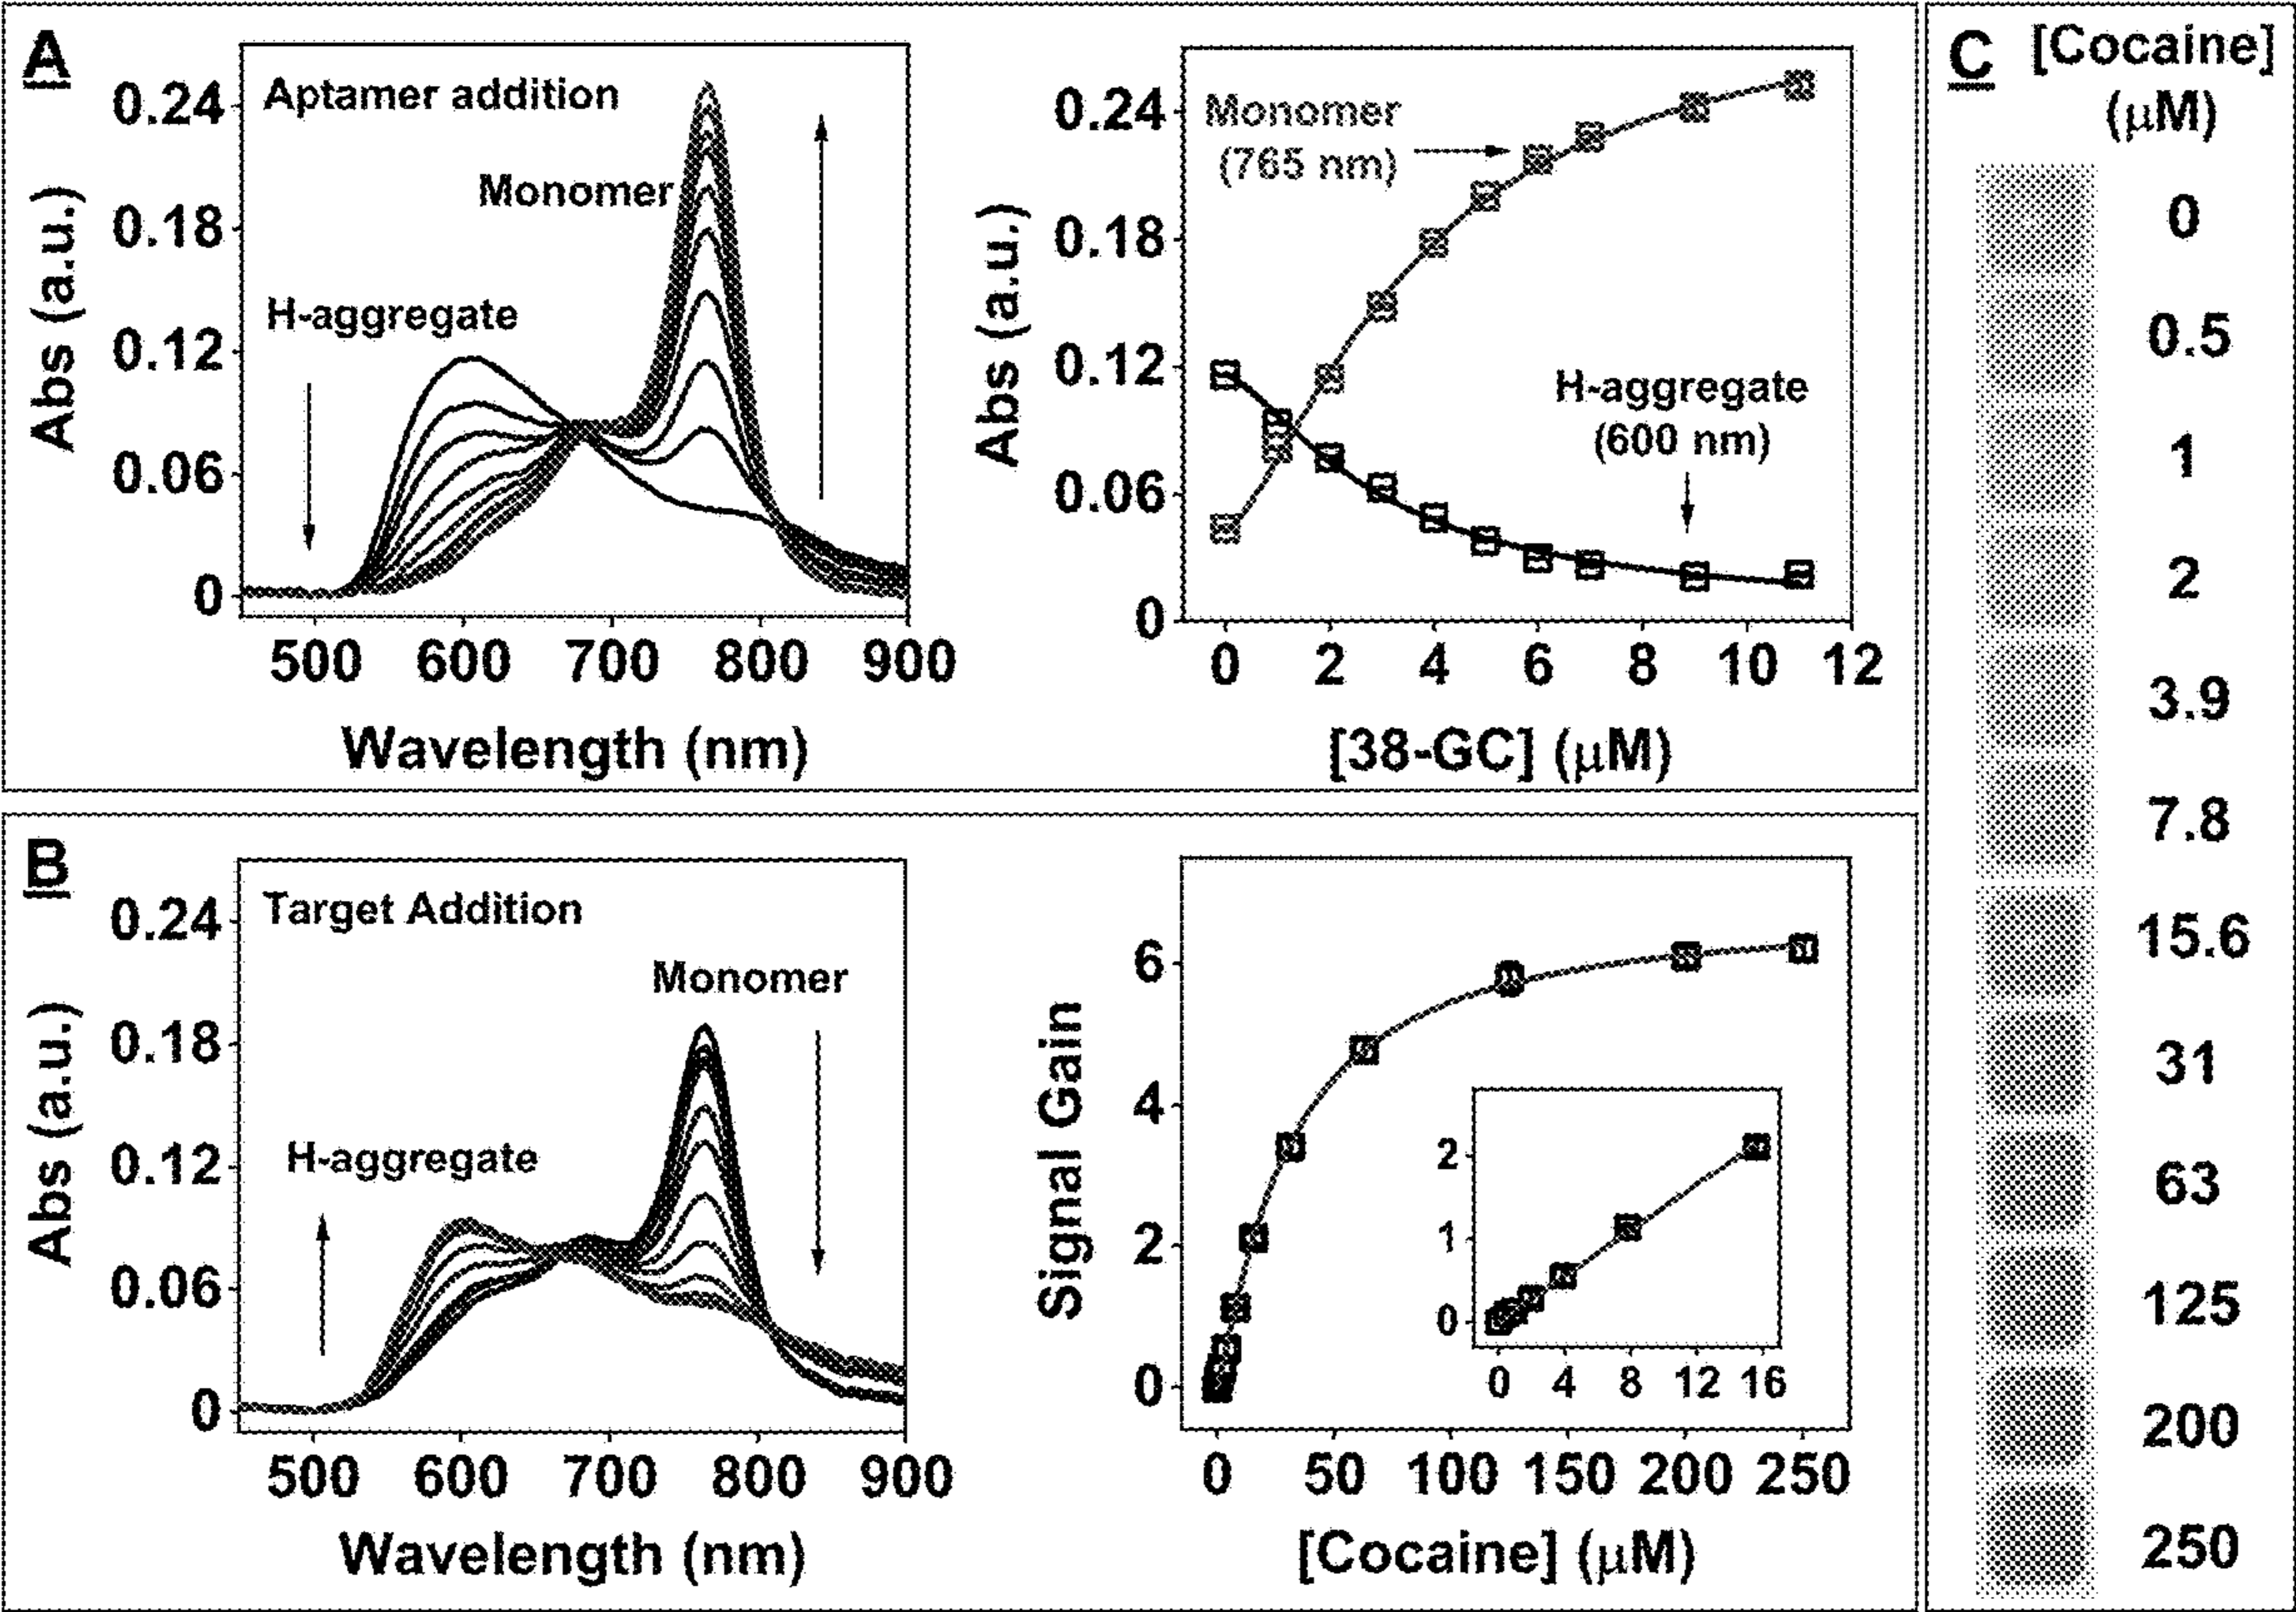 A
Aptamer addition
Monomer
H-aggregate
Abs (a.u.)
0.24
0.18
0.12
0.06
0
500 600 700 800 900
Wavelength (nm)
Monomer
(765 nm)
H-aggregate
(600 nm)
Abs (a.u.)
0.24
0.18
0.12
0.06
0
0 2 4 6 8 10 12
[38-GC] (μM)
B
Target Addition
Monomer
H-aggregate
Abs (a.u.)
0.24
0.18
0.12
0.06
0
500 600 700 800 900
Wavelength (nm)
Signal Gain
6
4
2
0
2
1
0
0 4 8 12 16
0 50 100 150 200 250
[Cocaine] (μM)
C [Cocaine]
(μM)
0
0.5
1
2
3.9
7.8
15.6
31
63
125
200
250